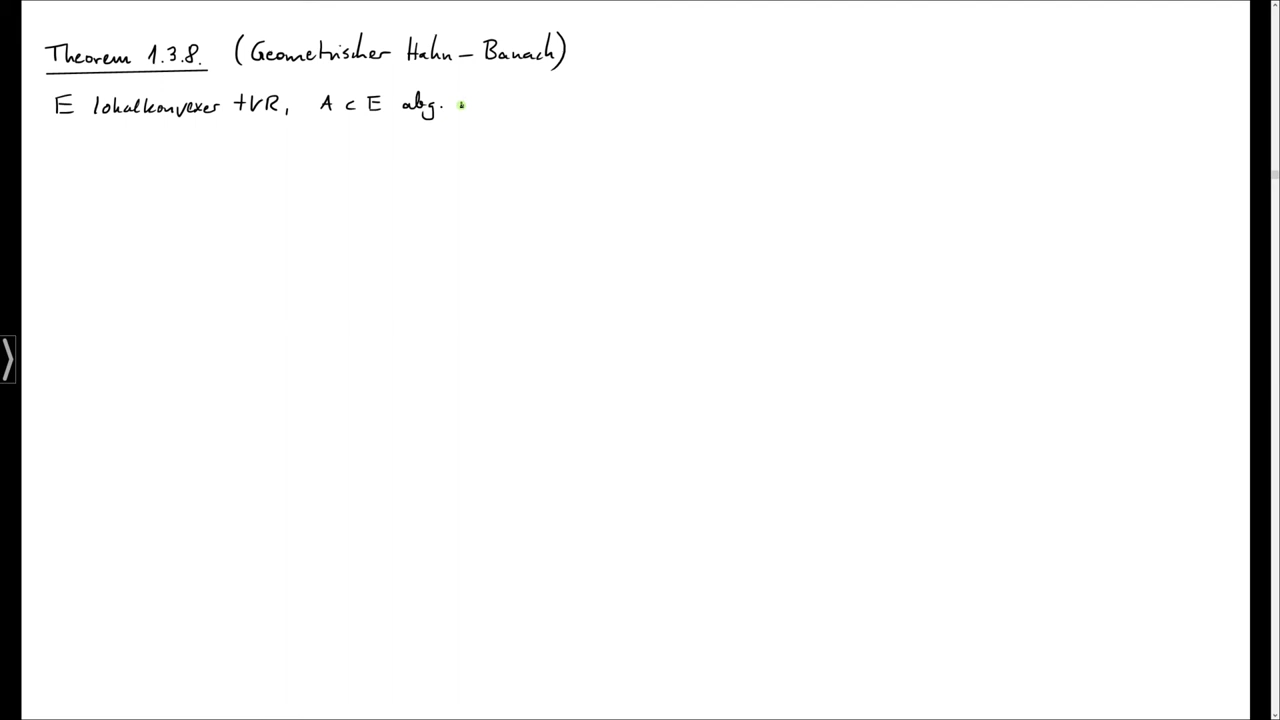 Theorem 1.3.8. (Geometrischer Hahn-Banach)
E lokalkonvexer tVR, A ⊂ E abg.